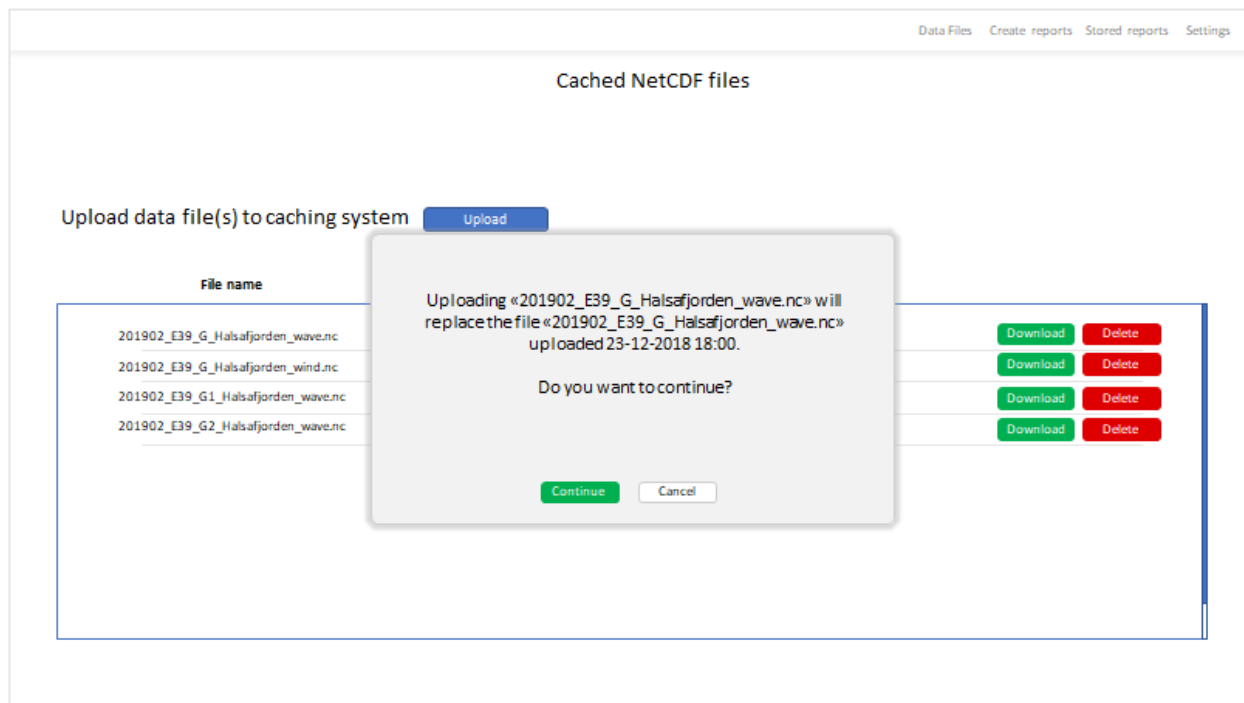 Data Files Create reports Stored reports Settings
Cached NetCDF files
Upload data file(s) to caching system Upload
File name
Uploading «201902_E39_G_Halsafjorden_wave.nc» will
replace the file «201902_E39_G_Halsafjorden_wave.nc»
uploaded 23-12-2018 18:00.
Do you want to continue?
Continue Cancel
201902_E39_G_Halsafjorden_wave.nc Download Delete
201902_E39_G_Halsafjorden_wind.nc Download Delete
201902_E39_G1_Halsafjorden_wave.nc Download Delete
201902_E39_G2_Halsafjorden_wave.nc Download Delete